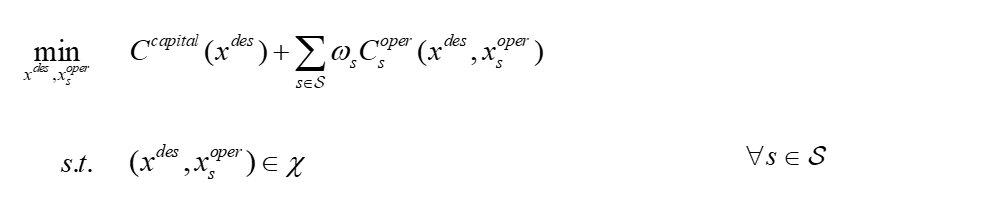 min_{x^{des}, x_s^{oper}} C^{capital}(x^{des}) + ∑_{s∈𝒮} ω_s C_s^{oper}(x^{des}, x_s^{oper})
s.t. (x^{des}, x_s^{oper}) ∈ χ ∀s ∈ 𝒮